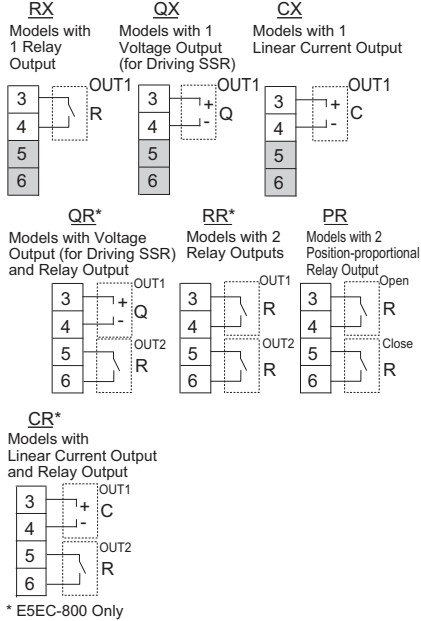 RX
Models with
1 Relay
Output
OUT1
3
4
5
6
R
QX
Models with 1
Voltage Output
(for Driving SSR)
OUT1
3
4
5
6
+
-
Q
CX
Models with 1
Linear Current Output
OUT1
3
4
5
6
+
-
C
QR*
Models with Voltage
Output (for Driving SSR)
and Relay Output
OUT1
3
4
5
6
+
-
Q
OUT2
R
RR*
Models with 2
Relay Outputs
OUT1
3
4
5
6
R
OUT2
R
PR
Models with 2
Position-proportional
Relay Output
Open
3
4
5
6
R
Close
R
CR*
Models with
Linear Current Output
and Relay Output
OUT1
3
4
5
6
+
-
C
OUT2
R
* E5EC-800 Only